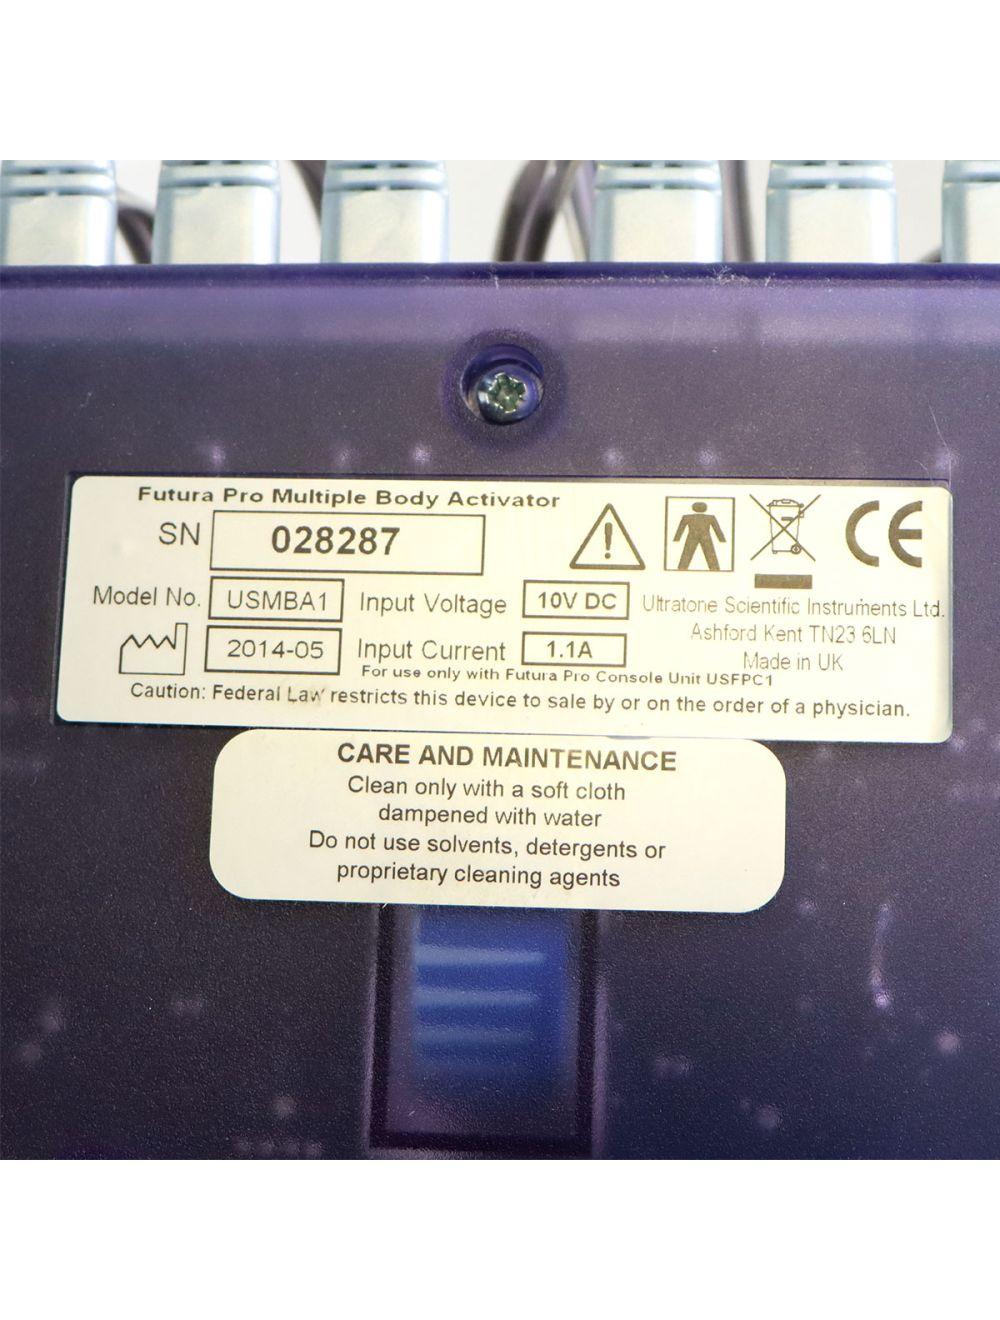 Futura Pro Multiple Body Activator
SN 028287
Model No. USMBA1 Input Voltage 10V DC
2014-05 Input Current 1.1A
CE
Ultratone Scientific Instruments Ltd.
Ashford Kent TN23 6LN
Made in UK
For use only with Futura Pro Console Unit USFPC1
Caution: Federal Law restricts this device to sale by or on the order of a physician.
CARE AND MAINTENANCE
Clean only with a soft cloth
dampened with water
Do not use solvents, detergents or
proprietary cleaning agents